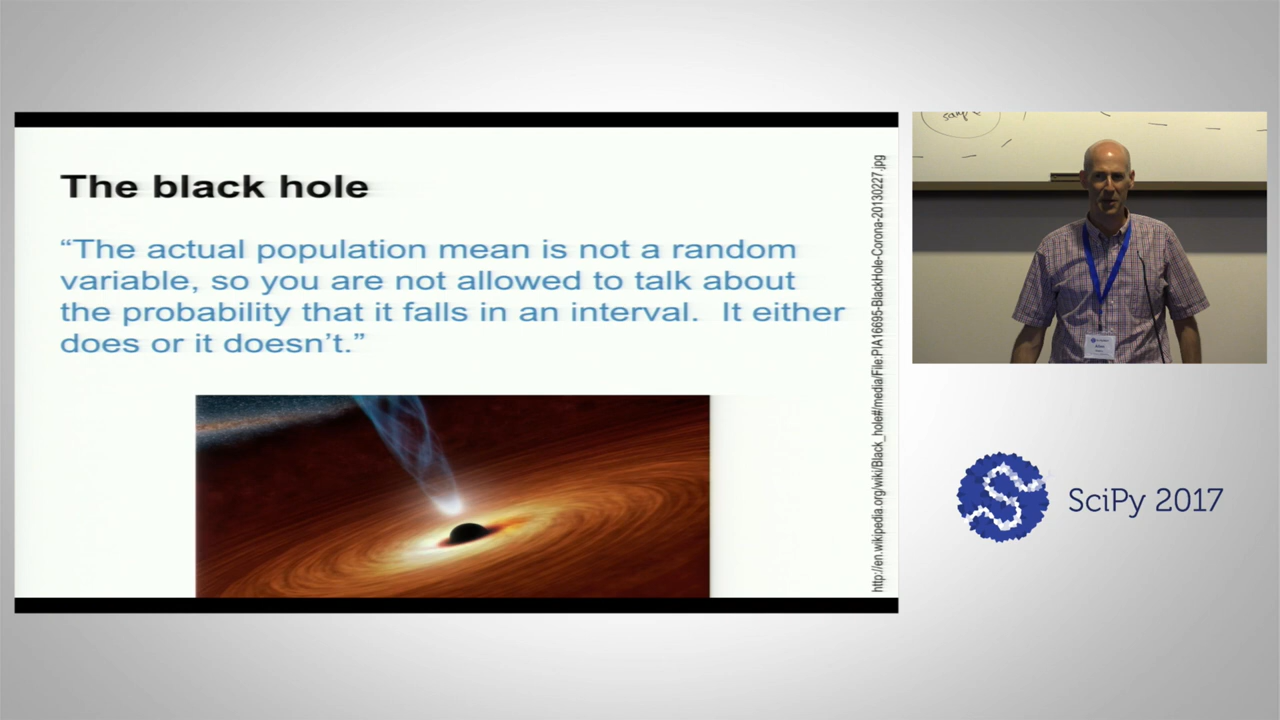 The black hole
“The actual population mean is not a random
variable, so you are not allowed to talk about
the probability that it falls in an interval.  It either
does or it doesn’t.”
http://en.wikipedia.org/wiki/Black_hole#/media/File:PIA16695-BlackHole-Corona-20130227.jpg
SciPy 2017